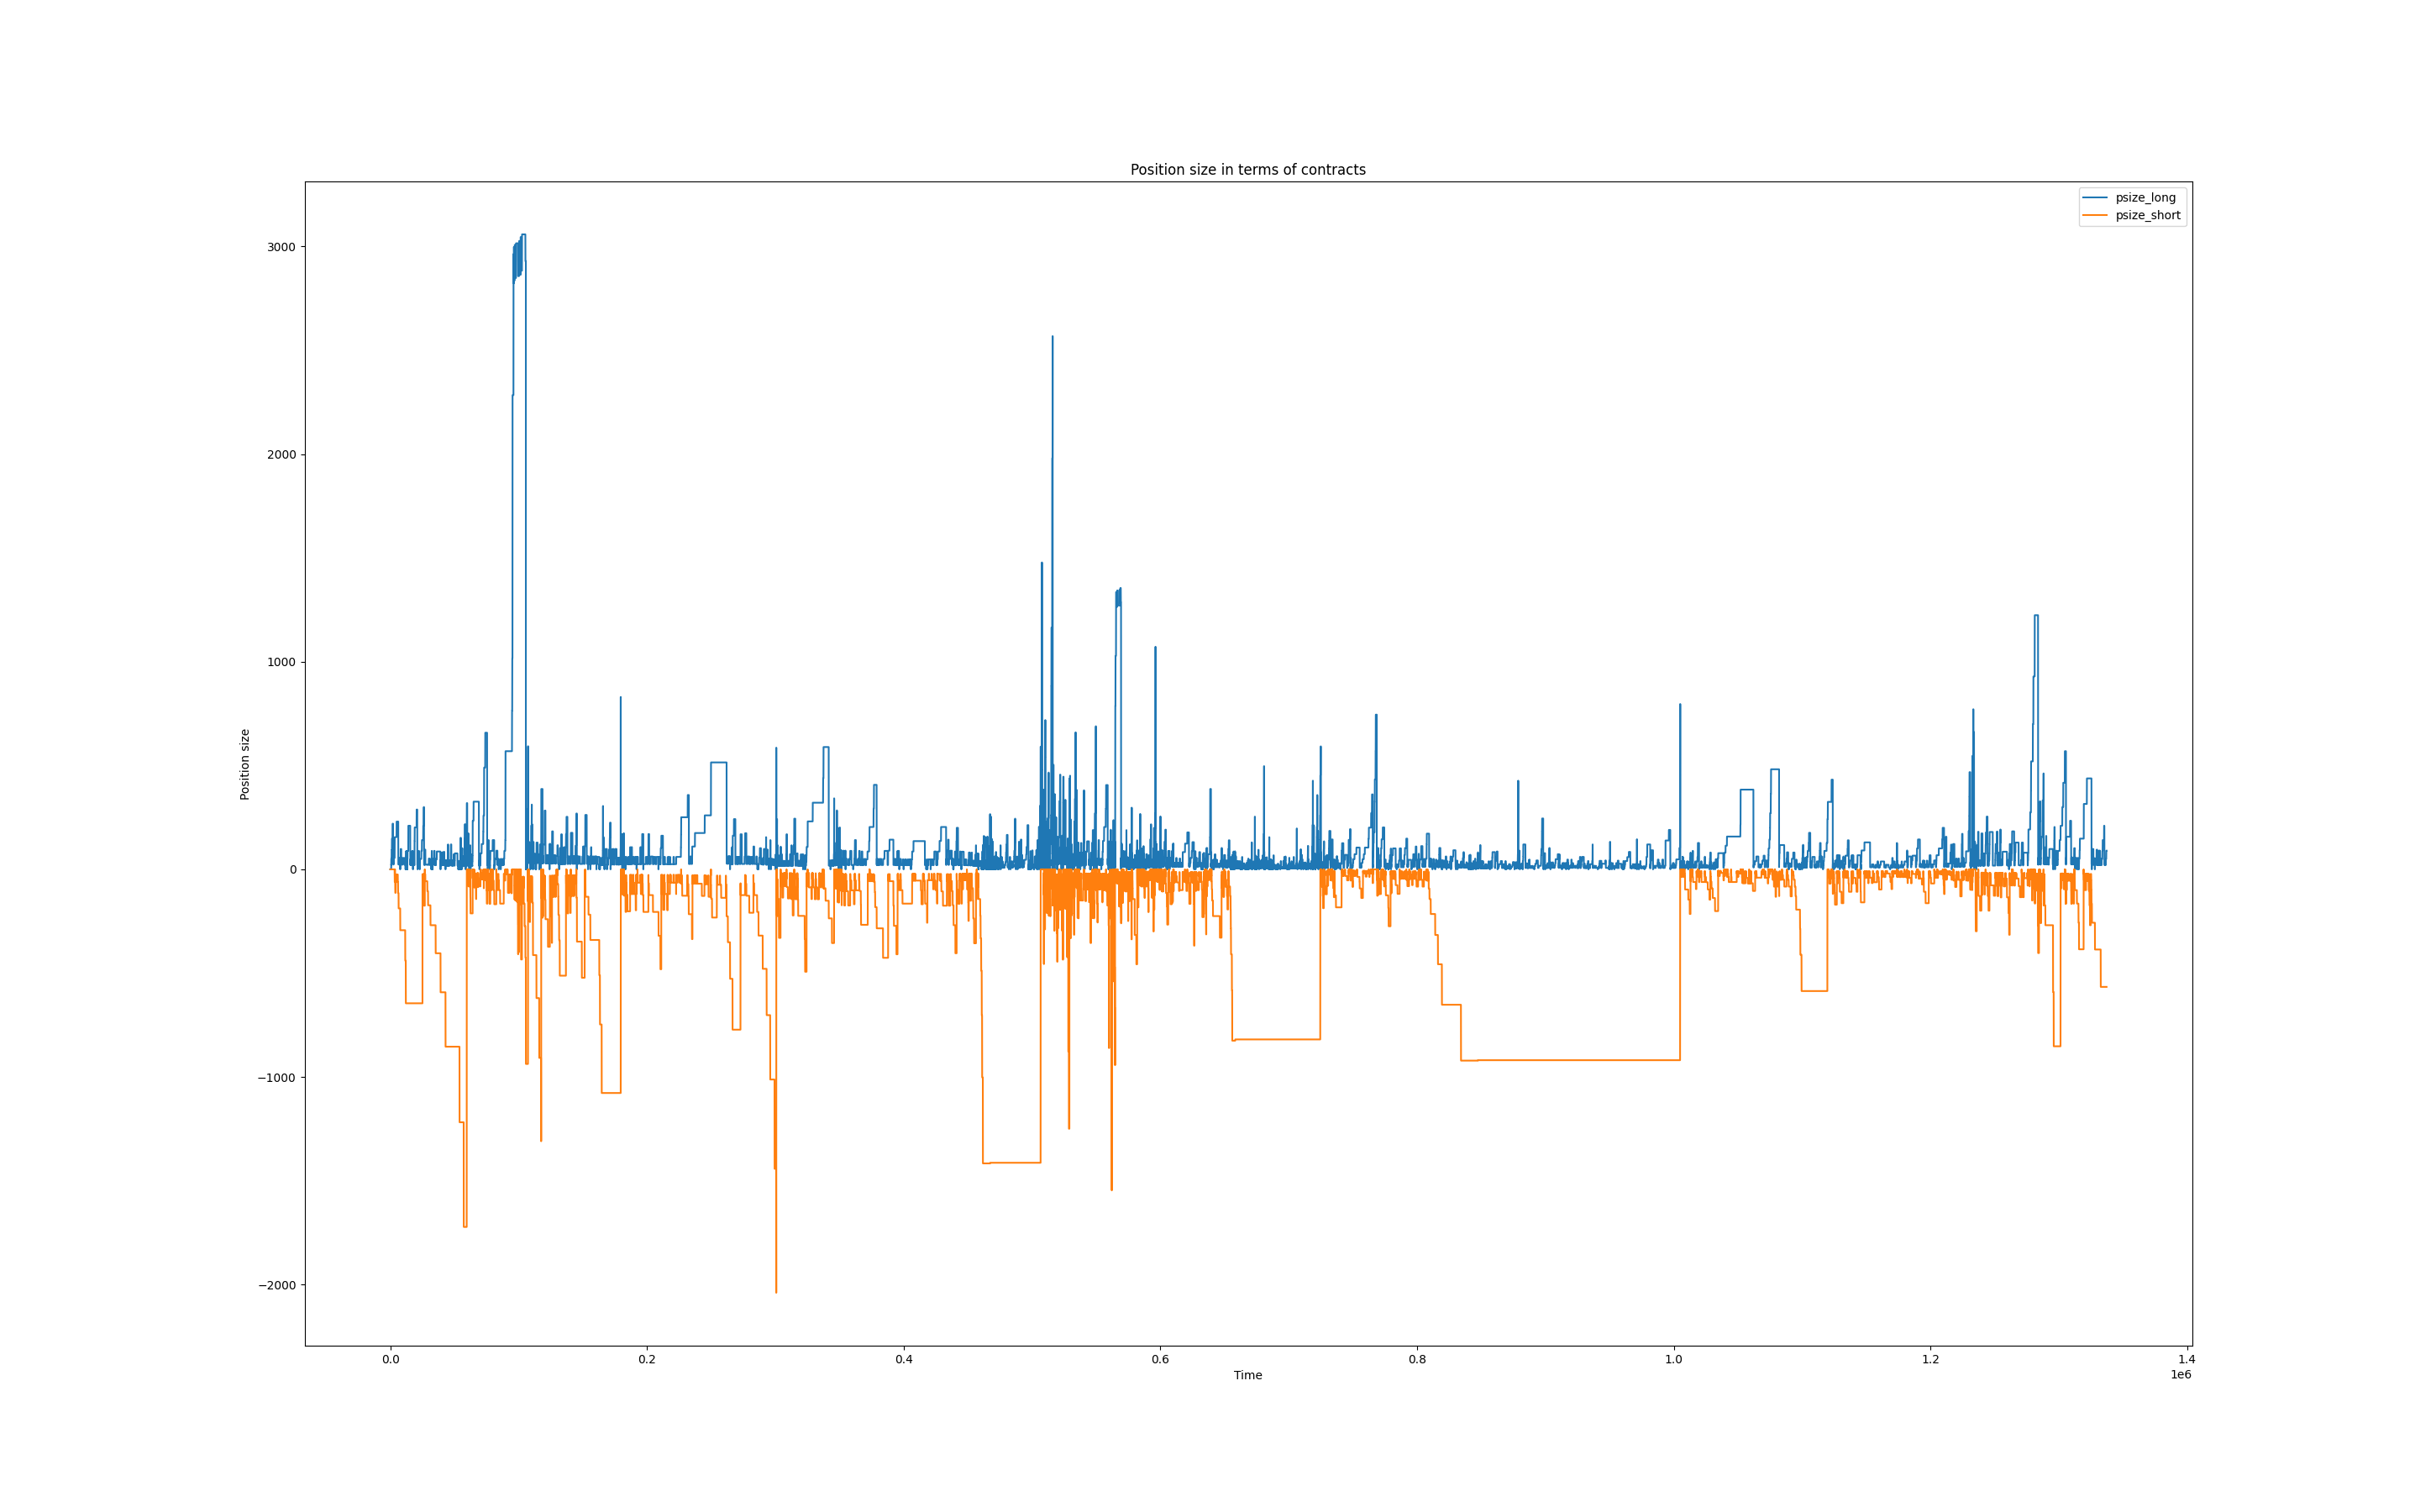 Position size in terms of contracts
psize_long
psize_short
Position size
3000
2000
1000
0
−1000
−2000
0.0
0.2
0.4
0.6
0.8
1.0
1.2
1.4
Time
1e6